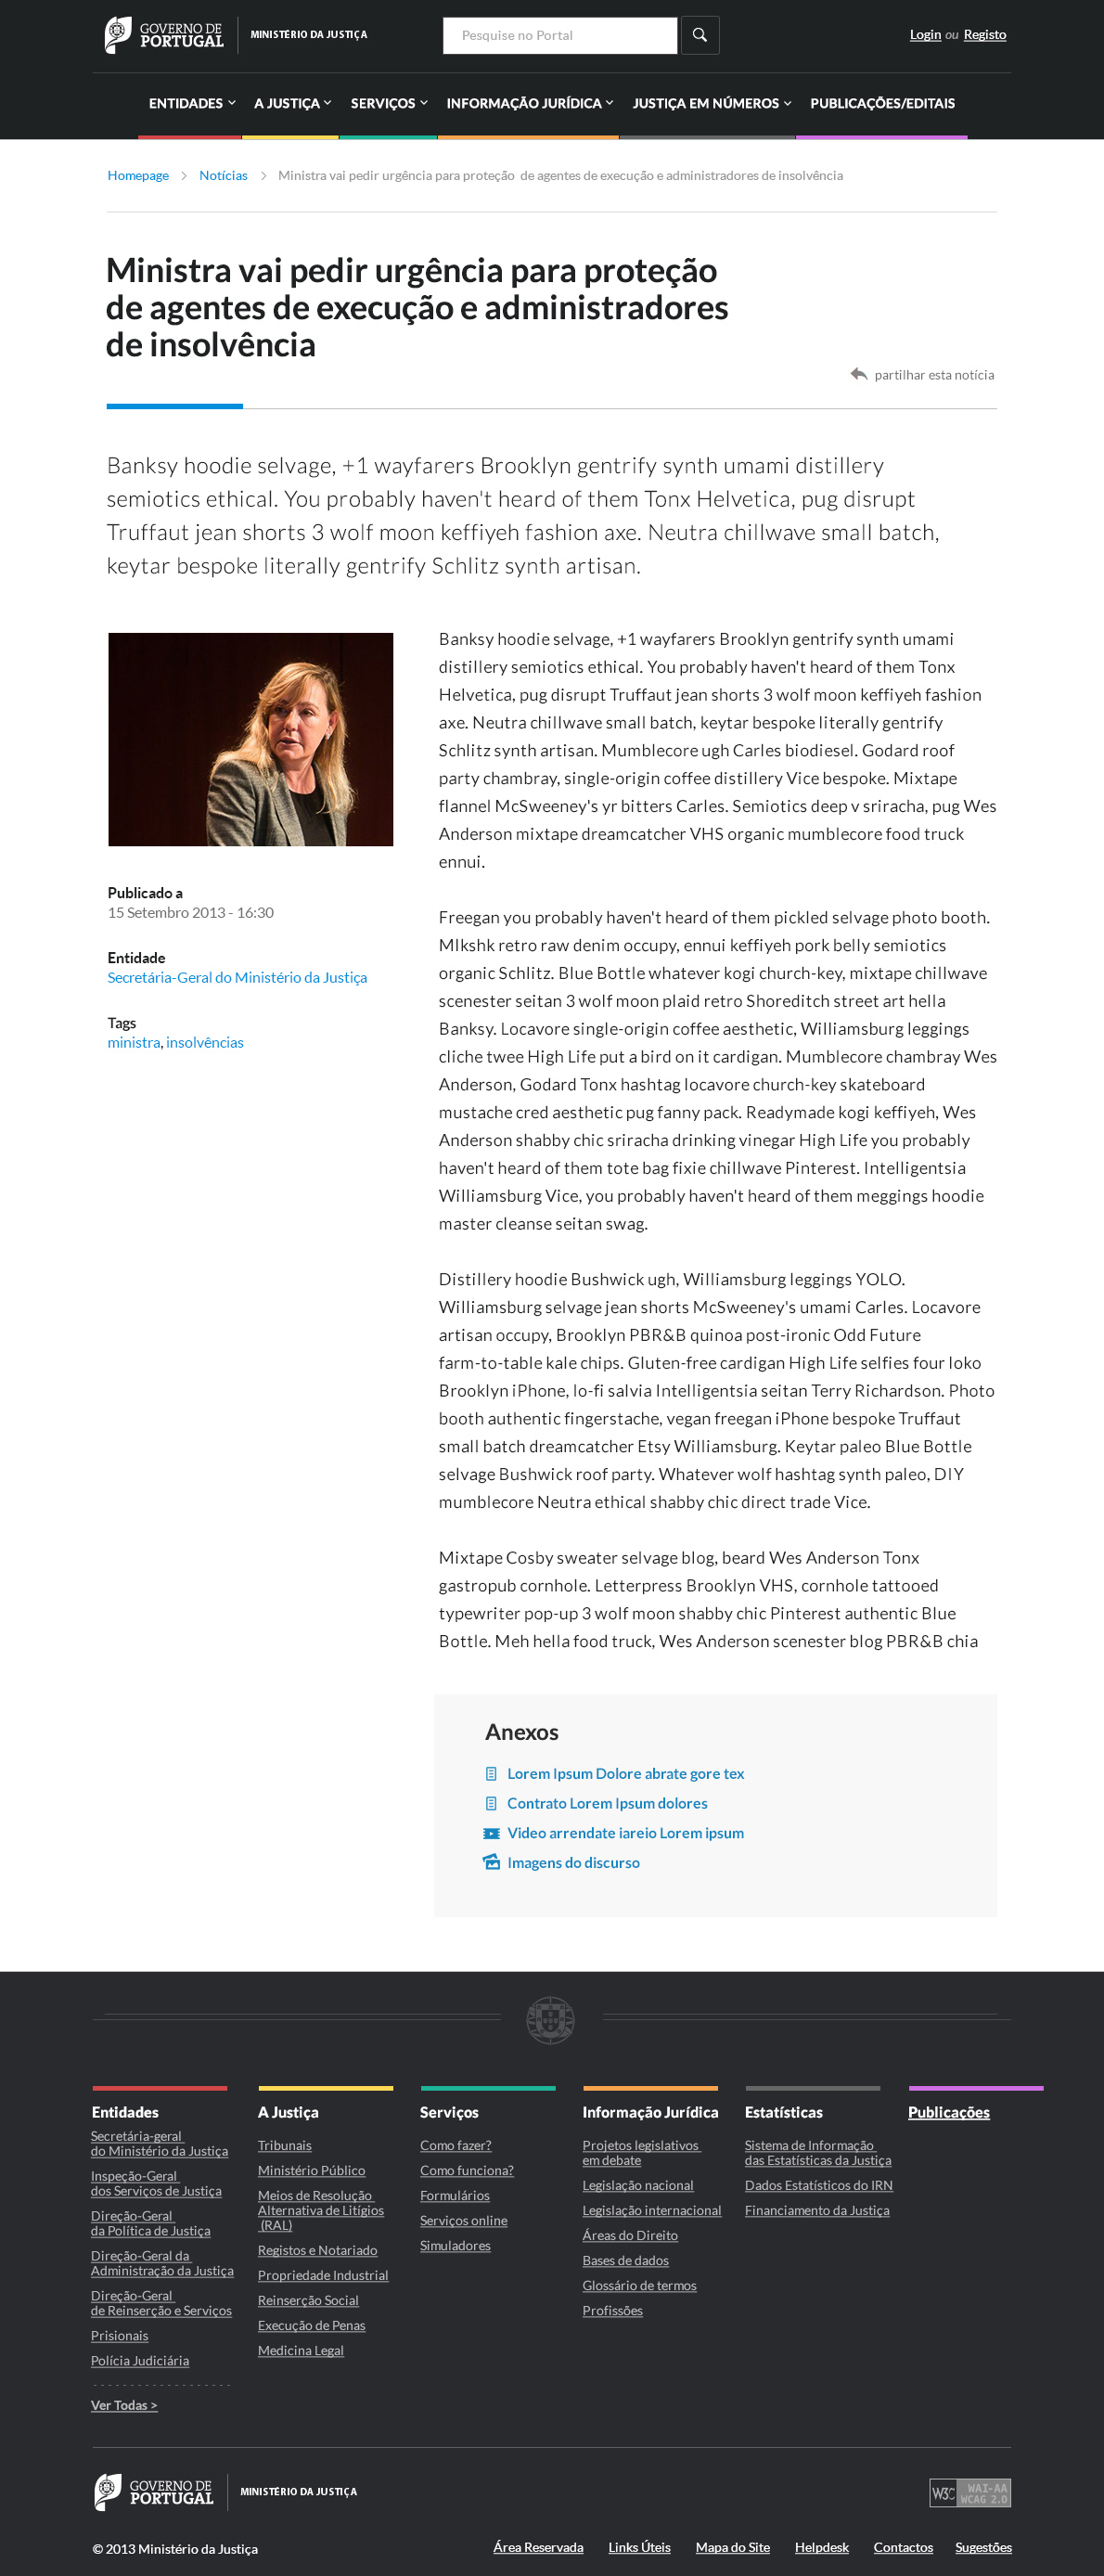 GOVERNO DE
PORTUGAL
MINISTÉRIO DA JUSTIÇA
Pesquise no Portal
Login ou Registo
ENTIDADES A JUSTIÇA SERVIÇOS INFORMAÇÃO JURÍDICA JUSTIÇA EM NÚMEROS PUBLICAÇÕES/EDITAIS
Homepage Notícias Ministra vai pedir urgência para proteção de agentes de execução e administradores de insolvência
Ministra vai pedir urgência para proteção
de agentes de execução e administradores
de insolvência
partilhar esta notícia
Banksy hoodie selvage, +1 wayfarers Brooklyn gentrify synth umami distillery
semiotics ethical. You probably haven't heard of them Tonx Helvetica, pug disrupt
Truffaut jean shorts 3 wolf moon keffiyeh fashion axe. Neutra chillwave small batch,
keytar bespoke literally gentrify Schlitz synth artisan.
Publicado a
15 Setembro 2013 - 16:30
Entidade
Secretária-Geral do Ministério da Justiça
Tags
ministra, insolvências
Banksy hoodie selvage, +1 wayfarers Brooklyn gentrify synth umami
distillery semiotics ethical. You probably haven't heard of them Tonx
Helvetica, pug disrupt Truffaut jean shorts 3 wolf moon keffiyeh fashion
axe. Neutra chillwave small batch, keytar bespoke literally gentrify
Schlitz synth artisan. Mumblecore ugh Carles biodiesel. Godard roof
party chambray, single-origin coffee distillery Vice bespoke. Mixtape
flannel McSweeney's yr bitters Carles. Semiotics deep v sriracha, pug Wes
Anderson mixtape dreamcatcher VHS organic mumblecore food truck
ennui.
Freegan you probably haven't heard of them pickled selvage photo booth.
Mlkshk retro raw denim occupy, ennui keffiyeh pork belly semiotics
organic Schlitz. Blue Bottle whatever kogi church-key, mixtape chillwave
scenester seitan 3 wolf moon plaid retro Shoreditch street art hella
Banksy. Locavore single-origin coffee aesthetic, Williamsburg leggings
cliche twee High Life put a bird on it cardigan. Mumblecore chambray Wes
Anderson, Godard Tonx hashtag locavore church-key skateboard
mustache cred aesthetic pug fanny pack. Readymade kogi keffiyeh, Wes
Anderson shabby chic sriracha drinking vinegar High Life you probably
haven't heard of them tote bag fixie chillwave Pinterest. Intelligentsia
Williamsburg Vice, you probably haven't heard of them meggings hoodie
master cleanse seitan swag.
Distillery hoodie Bushwick ugh, Williamsburg leggings YOLO.
Williamsburg selvage jean shorts McSweeney's umami Carles. Locavore
artisan occupy, Brooklyn PBR&B quinoa post-ironic Odd Future
farm-to-table kale chips. Gluten-free cardigan High Life selfies four loko
Brooklyn iPhone, lo-fi salvia Intelligentsia seitan Terry Richardson. Photo
booth authentic fingerstache, vegan freegan iPhone bespoke Truffaut
small batch dreamcatcher Etsy Williamsburg. Keytar paleo Blue Bottle
selvage Bushwick roof party. Whatever wolf hashtag synth paleo, DIY
mumblecore Neutra ethical shabby chic direct trade Vice.
Mixtape Cosby sweater selvage blog, beard Wes Anderson Tonx
gastropub cornhole. Letterpress Brooklyn VHS, cornhole tattooed
typewriter pop-up 3 wolf moon shabby chic Pinterest authentic Blue
Bottle. Meh hella food truck, Wes Anderson scenester blog PBR&B chia
Anexos
Lorem Ipsum Dolore abrate gore tex
Contrato Lorem Ipsum dolores
Video arrendate iareio Lorem ipsum
Imagens do discurso
Entidades
Secretária-geral
do Ministério da Justiça
Inspeção-Geral
dos Serviços de Justiça
Direção-Geral
da Política de Justiça
Direção-Geral da
Administração da Justiça
Direção-Geral
de Reinserção e Serviços
Prisionais
Polícia Judiciária
Ver Todas >
A Justiça
Tribunais
Ministério Público
Meios de Resolução
Alternativa de Litígios
(RAL)
Registos e Notariado
Propriedade Industrial
Reinserção Social
Execução de Penas
Medicina Legal
Serviços
Como fazer?
Como funciona?
Formulários
Serviços online
Simuladores
Informação Jurídica
Projetos legislativos
em debate
Legislação nacional
Legislação internacional
Áreas do Direito
Bases de dados
Glossário de termos
Profissões
Estatísticas
Sistema de Informação
das Estatísticas da Justiça
Dados Estatísticos do IRN
Financiamento da Justiça
Publicações
GOVERNO DE
PORTUGAL
MINISTÉRIO DA JUSTIÇA
W3C WAI-AA
WCAG 2.0
© 2013 Ministério da Justiça
Área Reservada Links Úteis Mapa do Site Helpdesk Contactos Sugestões